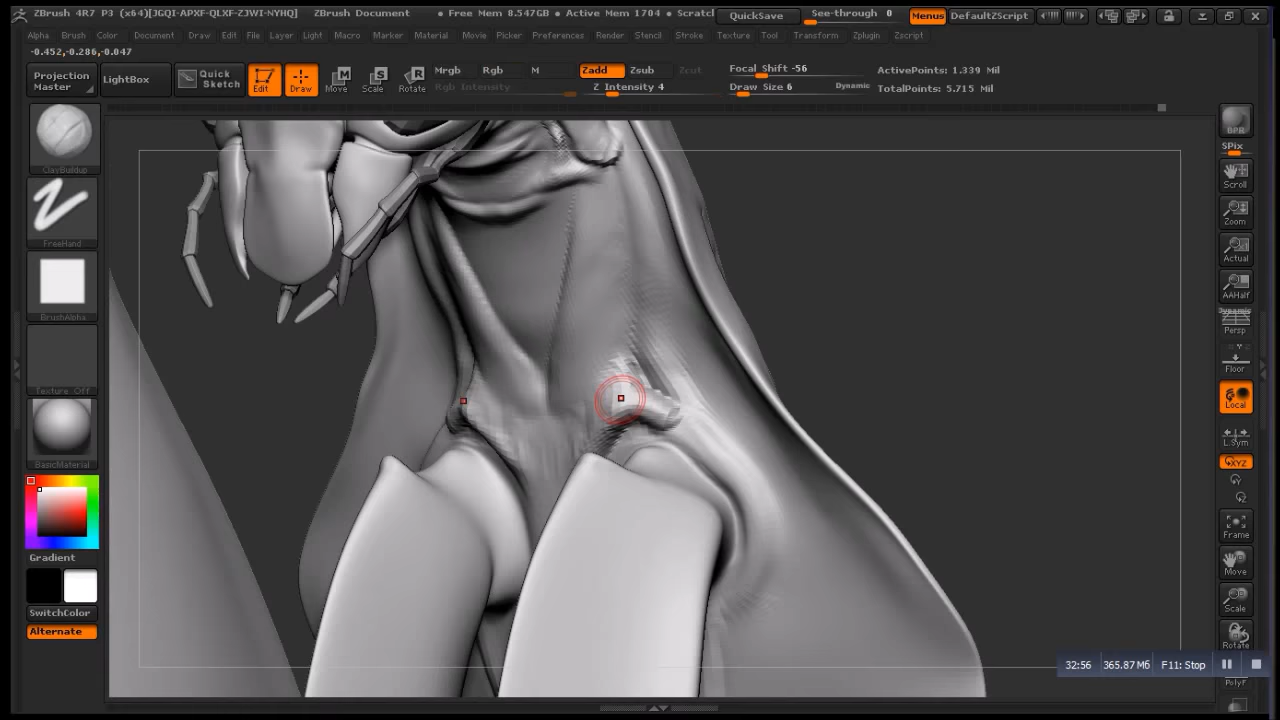 ZBrush 4R7 P3 (x64)[JGQI-APXF-QLXF-ZJWI-NYHQ] ZBrush Document • Free Mem 8.547GB • Active Mem 1704 • Scratcl QuickSave See-through 0 Menus DefaultZScript
Alpha Brush Color Document Draw Edit File Layer Light Macro Marker Material Movie Picker Preferences Render Stencil Stroke Texture Tool Transform Zplugin Zscript
-0.452,-0.286,-0.047
Projection Master
LightBox
Quick Sketch
Edit
Draw
Move
Scale
Rotate
Mrgb Rgb M
Rgb Intensity
Zadd Zsub Zcut
Z Intensity 4
Focal Shift -56
Draw Size 6 Dynamic
ActivePoints: 1.339 Mil
TotalPoints: 5.715 Mil
ClayBuildup
FreeHand
BrushAlpha
Texture Off
BasicMaterial
Gradient
SwitchColor
Alternate
BPR
SPix
Scroll
Zoom
Actual
AAHalf
Dynamic
Persp
Floor
Local
L.Sym
XYZ
Frame
Move
Scale
Rotate
32:56 365.87Мб F11: Stop
PolyF